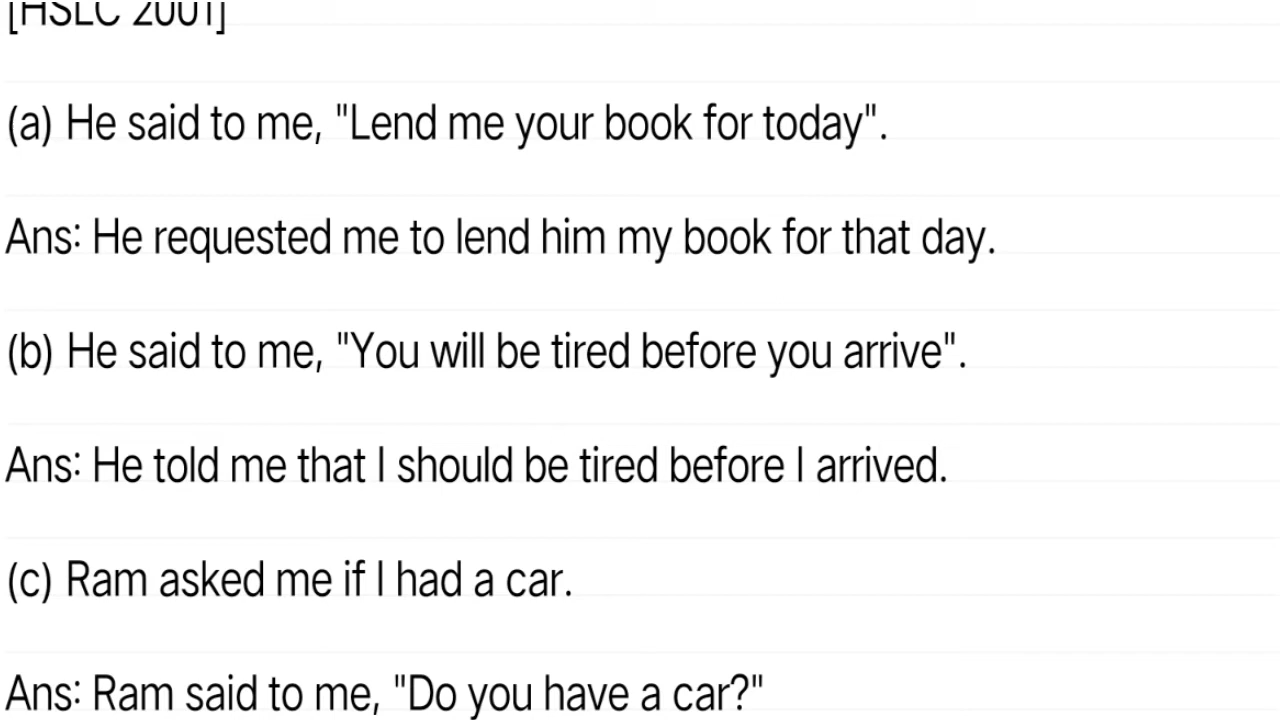 [HSLC 2001]
(a) He said to me, "Lend me your book for today".
Ans: He requested me to lend him my book for that day.
(b) He said to me, "You will be tired before you arrive".
Ans: He told me that I should be tired before I arrived.
(c) Ram asked me if I had a car.
Ans: Ram said to me, "Do you have a car?"